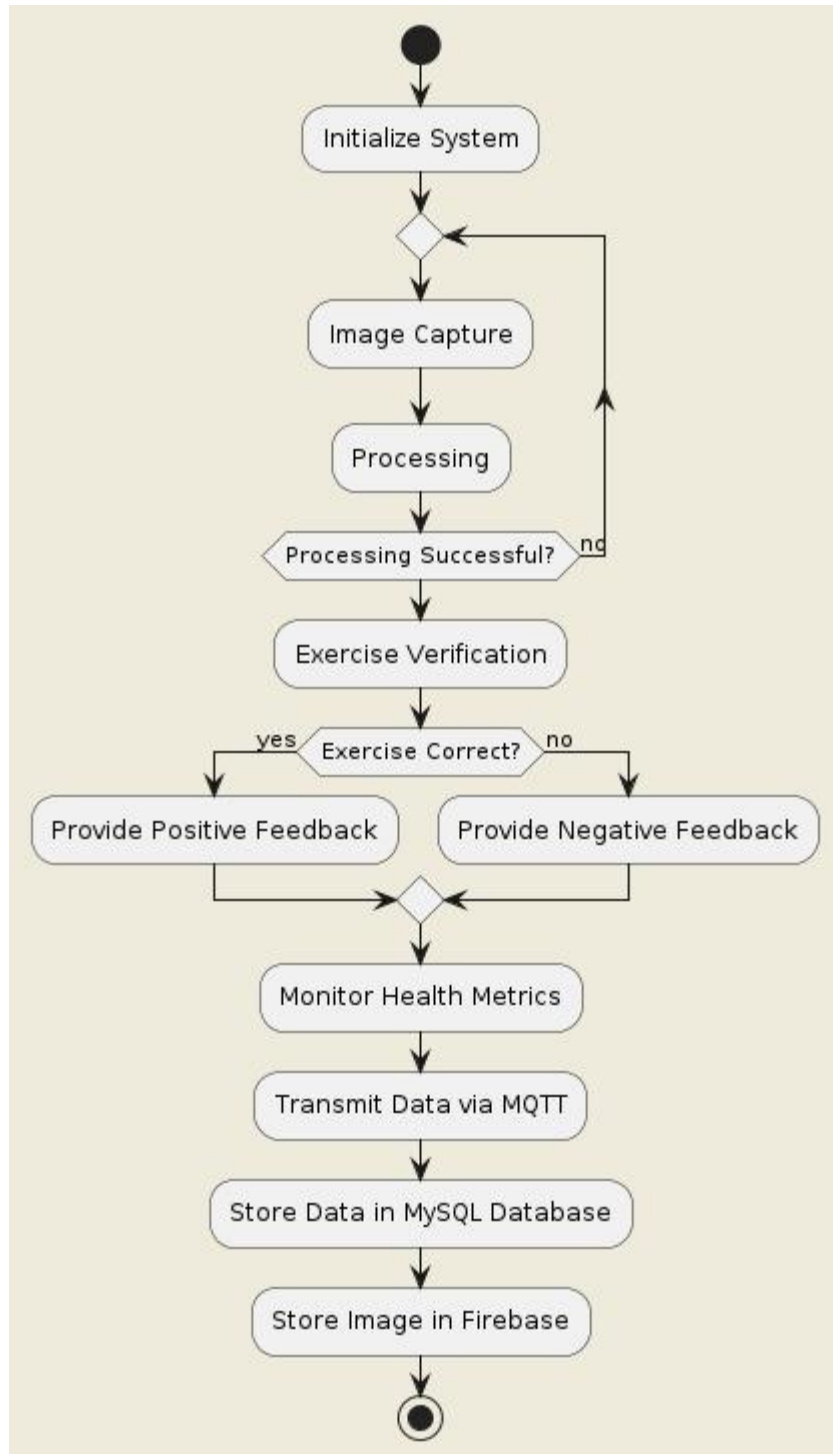 Initialize System
Image Capture
Processing
Processing Successful?
no
Exercise Verification
yes
Exercise Correct?
no
Provide Positive Feedback
Provide Negative Feedback
Monitor Health Metrics
Transmit Data via MQTT
Store Data in MySQL Database
Store Image in Firebase